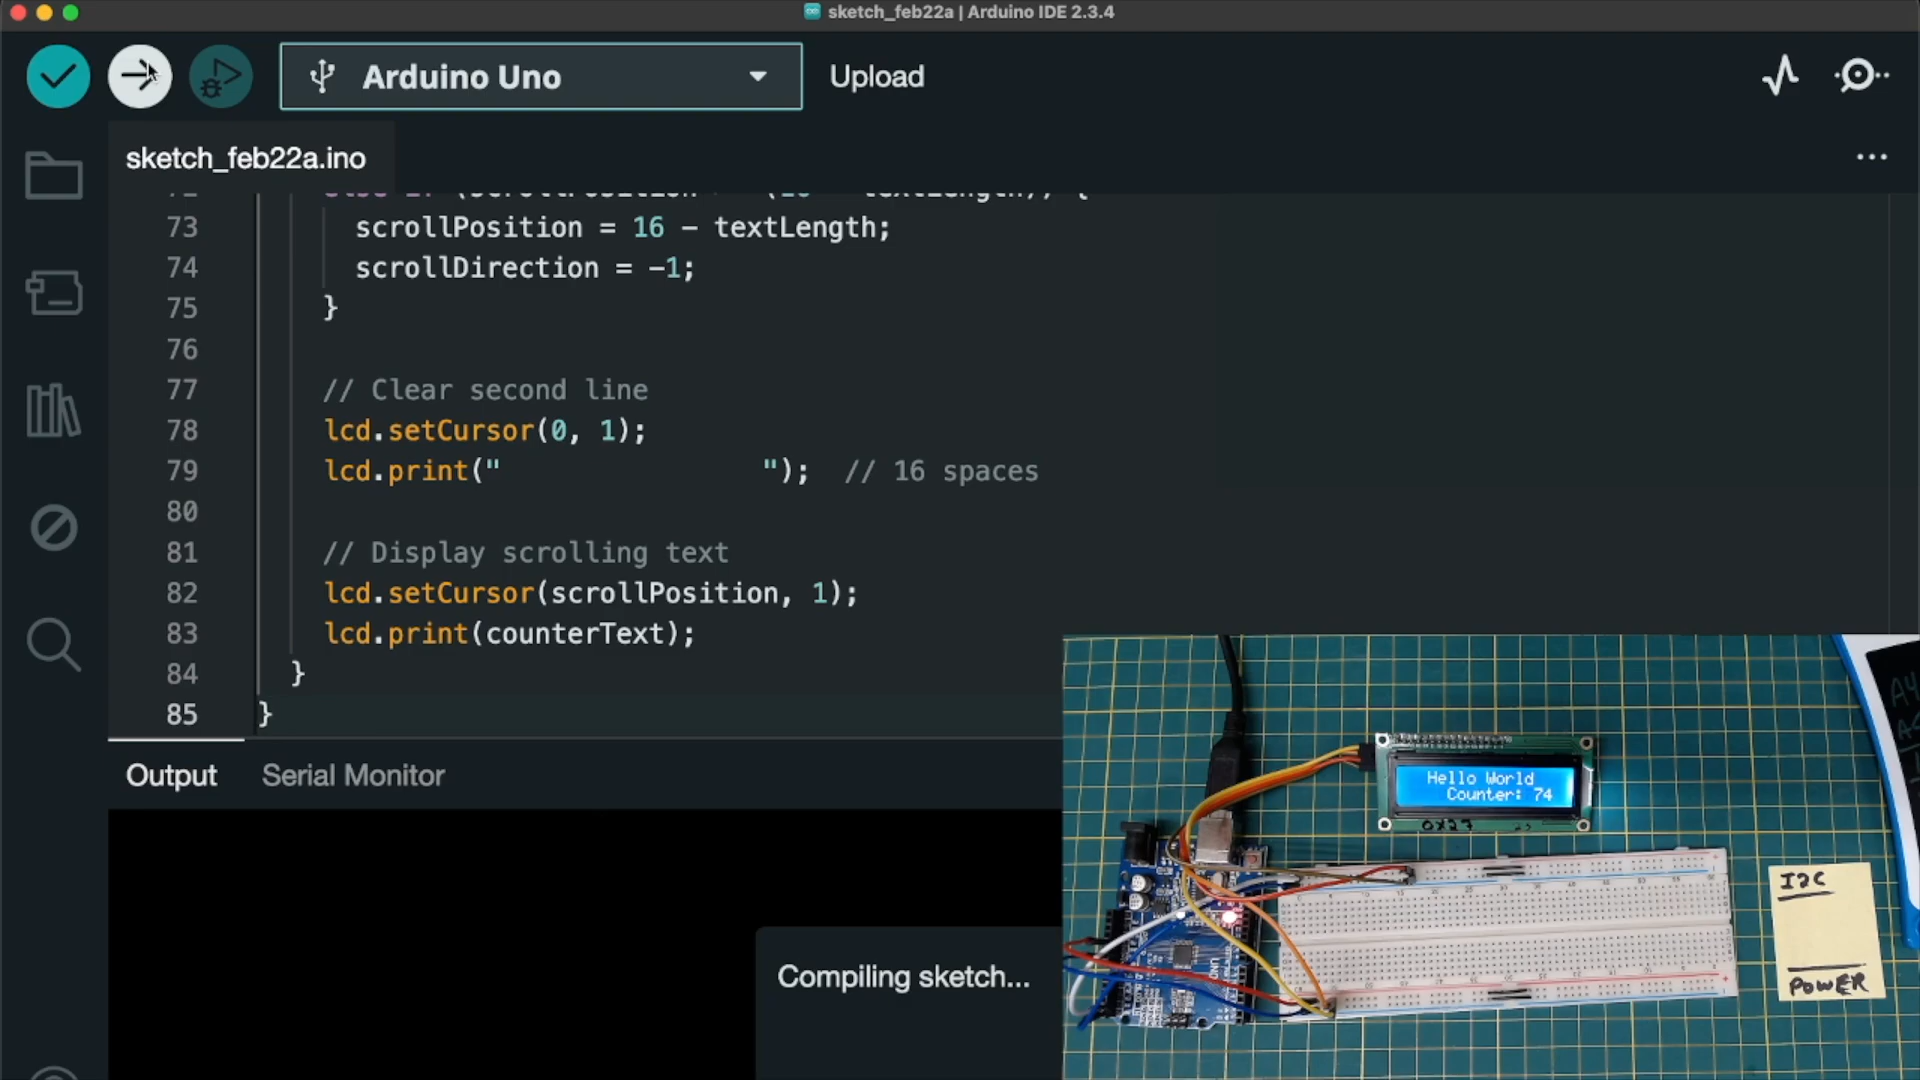 sketch_feb22a | Arduino IDE 2.3.4
Arduino Uno
Upload
sketch_feb22a.ino
73 scrollPosition = 16 - textLength;
74 scrollDirection = -1;
75 }
76
77 // Clear second line
78 lcd.setCursor(0, 1);
79 lcd.print("                "); // 16 spaces
80
81 // Display scrolling text
82 lcd.setCursor(scrollPosition, 1);
83 lcd.print(counterText);
84 }
85 }
Output Serial Monitor
Compiling sketch...
Hello World
Counter: 74
0x27
I2C
POWER
UNO